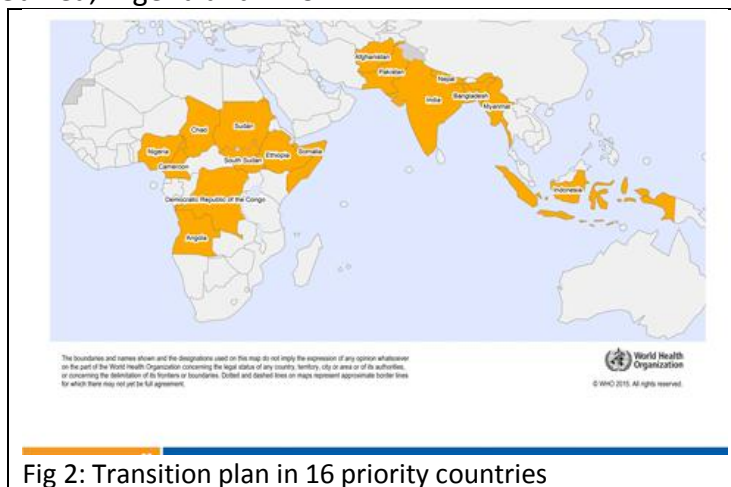 Afghanistan
Pakistan
Nepal
India
Bangladesh
Myanmar
Chad
Sudan
Nigeria
Cameroon
South Sudan
Ethiopia
Somalia
Democratic Republic of the Congo
Angola
Indonesia
The boundaries and names shown and the designations used on this map do not imply the expression of any opinion whatsoever
on the part of the World Health Organization concerning the legal status of any country, territory, city or area or of its authorities,
or concerning the delimitation of its frontiers or boundaries. Dotted and dashed lines on maps represent approximate border lines
for which there may not yet be full agreement.
World Health
Organization
© WHO 2015. All rights reserved.
Fig 2: Transition plan in 16 priority countries